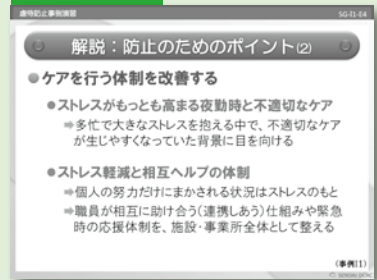 虐待防止事例演習 SG-I1-E4
解説：防止のためのポイント(2)
●ケアを行う体制を改善する
●ストレスがもっとも高まる夜勤時と不適切なケア
⇒多忙で大きなストレスを抱える中で、不適切なケア
が生じやすくなっていた背景に目を向ける
●ストレス軽減と相互ヘルプの体制
⇒個人の努力だけにまかされる状況はストレスのもと
⇒職員が相互に助け合う(連携しあう)仕組みや緊急
時の応援体制を、施設・事業所全体として整える
(事例I1)